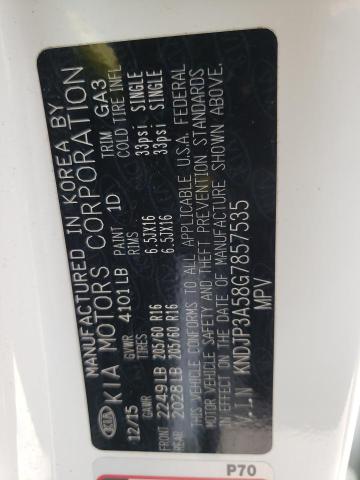 MANUFACTURED IN KOREA BY
KIA KIA MOTORS CORPORATION
12/15 GVWR 4101LB PAINT 1D TRIM GA3
GAWR TIRES RIMS COLD TIRE INFL
FRONT 2249LB 205/60 R16 6.5JX16 33psi SINGLE
REAR 2028LB 205/60 R16 6.5JX16 33psi SINGLE
THIS VEHICLE CONFORMS TO ALL APPLICABLE U.S.A. FEDERAL
MOTOR VEHICLE SAFETY AND THEFT PREVENTION STANDARDS
IN EFFECT ON THE DATE OF MANUFACTURE SHOWN ABOVE.
V.I.N KNDJP3A58G7857535
MPV
P70